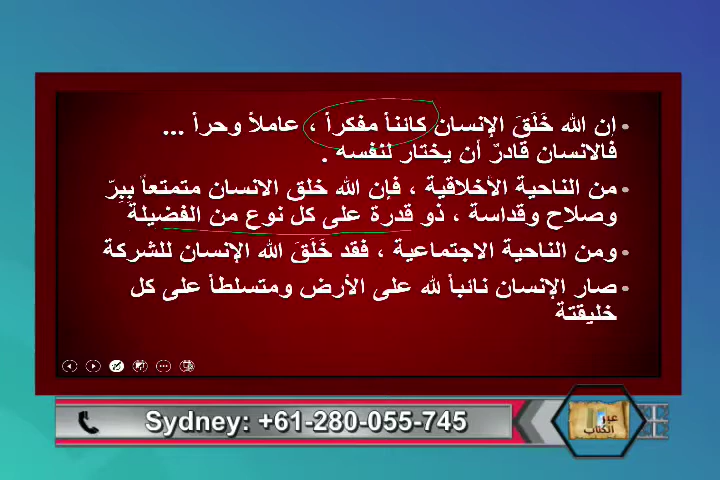 إن الله خَلَقَ الإنسان كائناً مفكراً ، عاملاً وحراً ...
فالانسان قادرٌ أن يختار لنفسه .
من الناحية الأخلاقية ، فإن الله خلق الانسان متمتعاً ببِرّ
وصلاح وقداسة ، ذو قدرة على كل نوع من الفضيلة
ومن الناحية الاجتماعية ، فقد خَلَقَ الله الإنسان للشركة
صار الإنسان نائباً لله على الأرض ومتسلطاً على كل
خليقتة
Sydney: +61-280-055-745
عبر
الكتاب